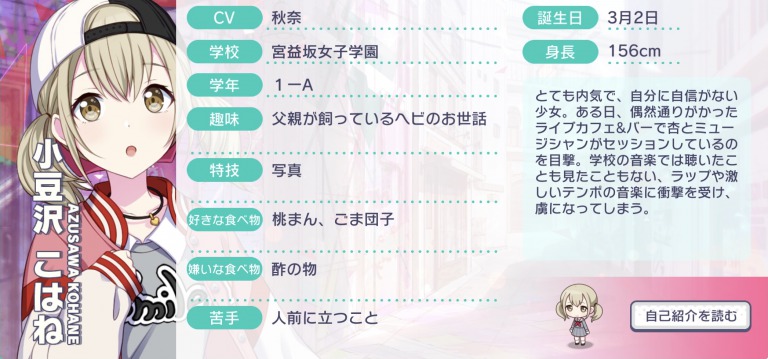 小豆沢 こはね
AZUSAWA KOHANE
CV 秋奈
学校 宮益坂女子学園
学年 1－A
趣味 父親が飼っているヘビのお世話
特技 写真
好きな食べ物 桃まん、ごま団子
嫌いな食べ物 酢の物
苦手 人前に立つこと
誕生日 3月2日
身長 156cm
とても内気で、自分に自信がない
少女。ある日、偶然通りがかった
ライブカフェ&バーで杏とミュー
ジシャンがセッションしているの
を目撃。学校の音楽では聴いたこ
とも見たこともない、ラップや激
しいテンポの音楽に衝撃を受け、
虜になってしまう。
自己紹介を読む